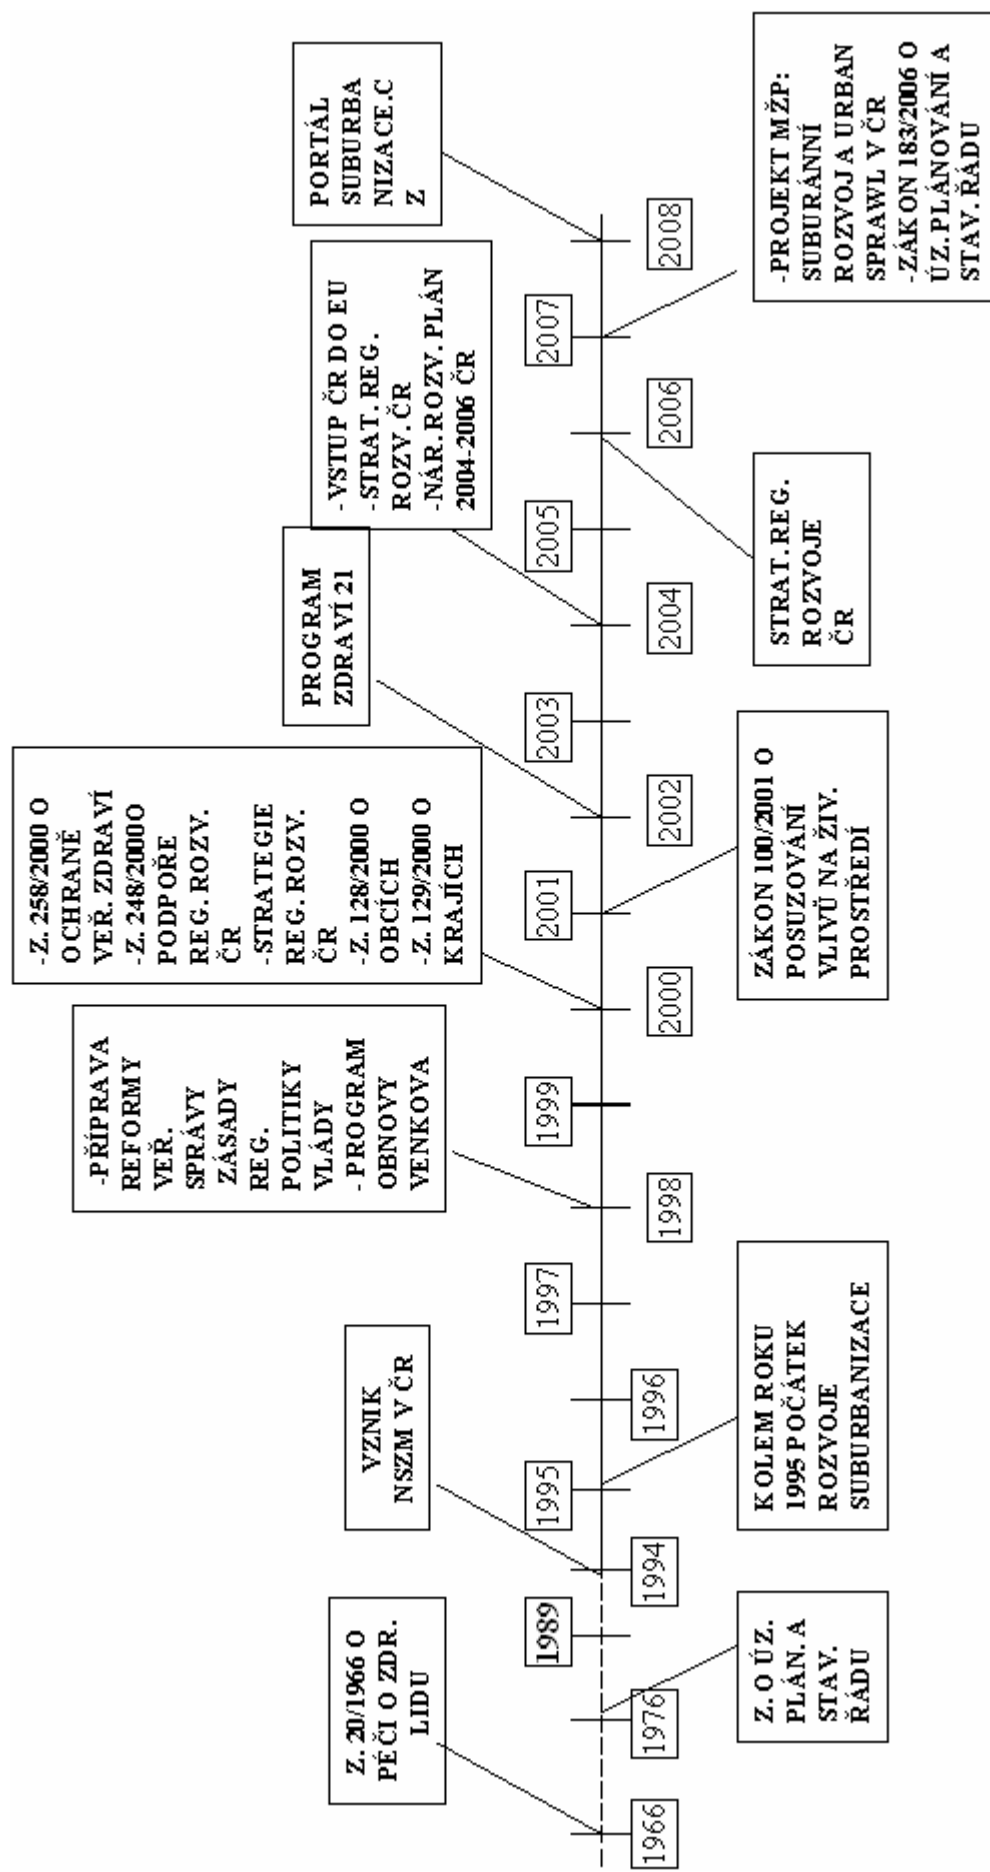 Z. 20/1966 O
PÉČI O ZDR.
LIDU
VZNIK
NSZM V ČR
-PŘÍPRAVA
REFORMY
VEŘ.
SPRÁVY
ZÁSADY
REG.
POLITIKY
VLÁDY
-PROGRAM
OBNOVY
VENKOVA
-Z. 258/2000 O
OCHRANĚ
VEŘ. ZDRAVÍ
-Z. 248/2000O
PODPOŘE
REG. ROZV.
ČR
-STRATEGIE
REG. ROZV.
ČR
-Z. 128/2000 O
OBCÍCH
-Z. 129/2000 O
KRAJÍCH
PROGRAM
ZDRAVÍ 21
- VSTUP ČR DO EU
-STRAT. REG.
ROZV. ČR
-NÁR. ROZV. PLÁN
2004-2006 ČR
PORTÁL
SUBURBA
NIZACE.C
Z
1989
1995
1997
1999
2001
2003
2005
2007
1966
1976
1994
1996
1998
2000
2002
2004
2006
2008
Z. O ÚZ.
PLÁN. A
STAV.
ŘÁDU
KOLEM ROKU
1995 POČÁTEK
ROZVOJE
SUBURBANIZACE
ZÁKON 100/2001 O
POSUZOVÁNÍ
VLIVŮ NA ŽIV.
PROSTŘEDÍ
STRAT. REG.
ROZVOJE
ČR
-PROJEKT MŽP:
SUBURÁNNÍ
ROZVOJ A URBAN
SPRAWL V ČR
-ZÁKON 183/2006 O
ÚZ. PLÁNOVÁNÍ A
STAV. ŘÁDU